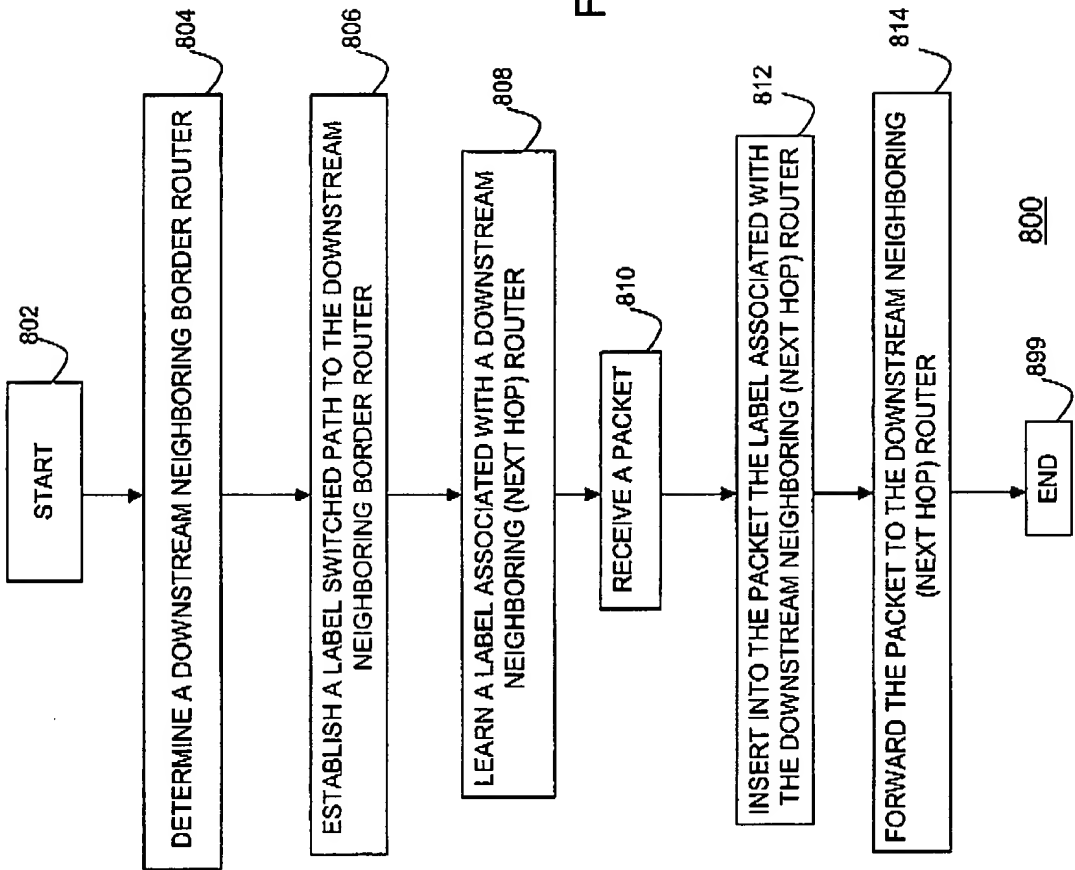 START
802
DETERMINE A DOWNSTREAM NEIGHBORING BORDER ROUTER
804
ESTABLISH A LABEL SWITCHED PATH TO THE DOWNSTREAM
NEIGHBORING BORDER ROUTER
806
LEARN A LABEL ASSOCIATED WITH A DOWNSTREAM
NEIGHBORING (NEXT HOP) ROUTER
808
RECEIVE A PACKET
810
INSERT INTO THE PACKET THE LABEL ASSOCIATED WITH
THE DOWNSTREAM NEIGHBORING (NEXT HOP) ROUTER
812
FORWARD THE PACKET TO THE DOWNSTREAM NEIGHBORING
(NEXT HOP) ROUTER
814
END
899
800